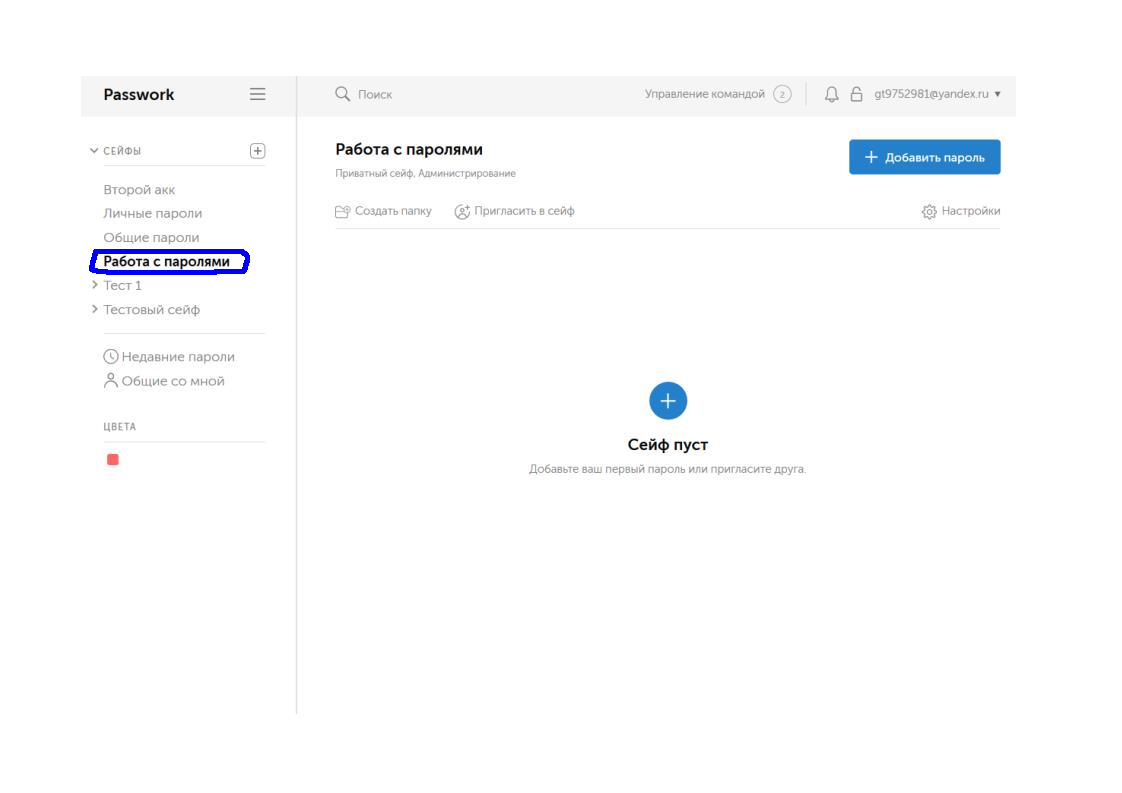 Passwork
Поиск
Управление командой 2
gt9752981@yandex.ru
СЕЙФЫ
Второй акк
Личные пароли
Общие пароли
Работа с паролями
Тест 1
Тестовый сейф
Недавние пароли
Общие со мной
ЦВЕТА
Работа с паролями
Приватный сейф, Администрирование
Добавить пароль
Создать папку
Пригласить в сейф
Настройки
Сейф пуст
Добавьте ваш первый пароль или пригласите друга.